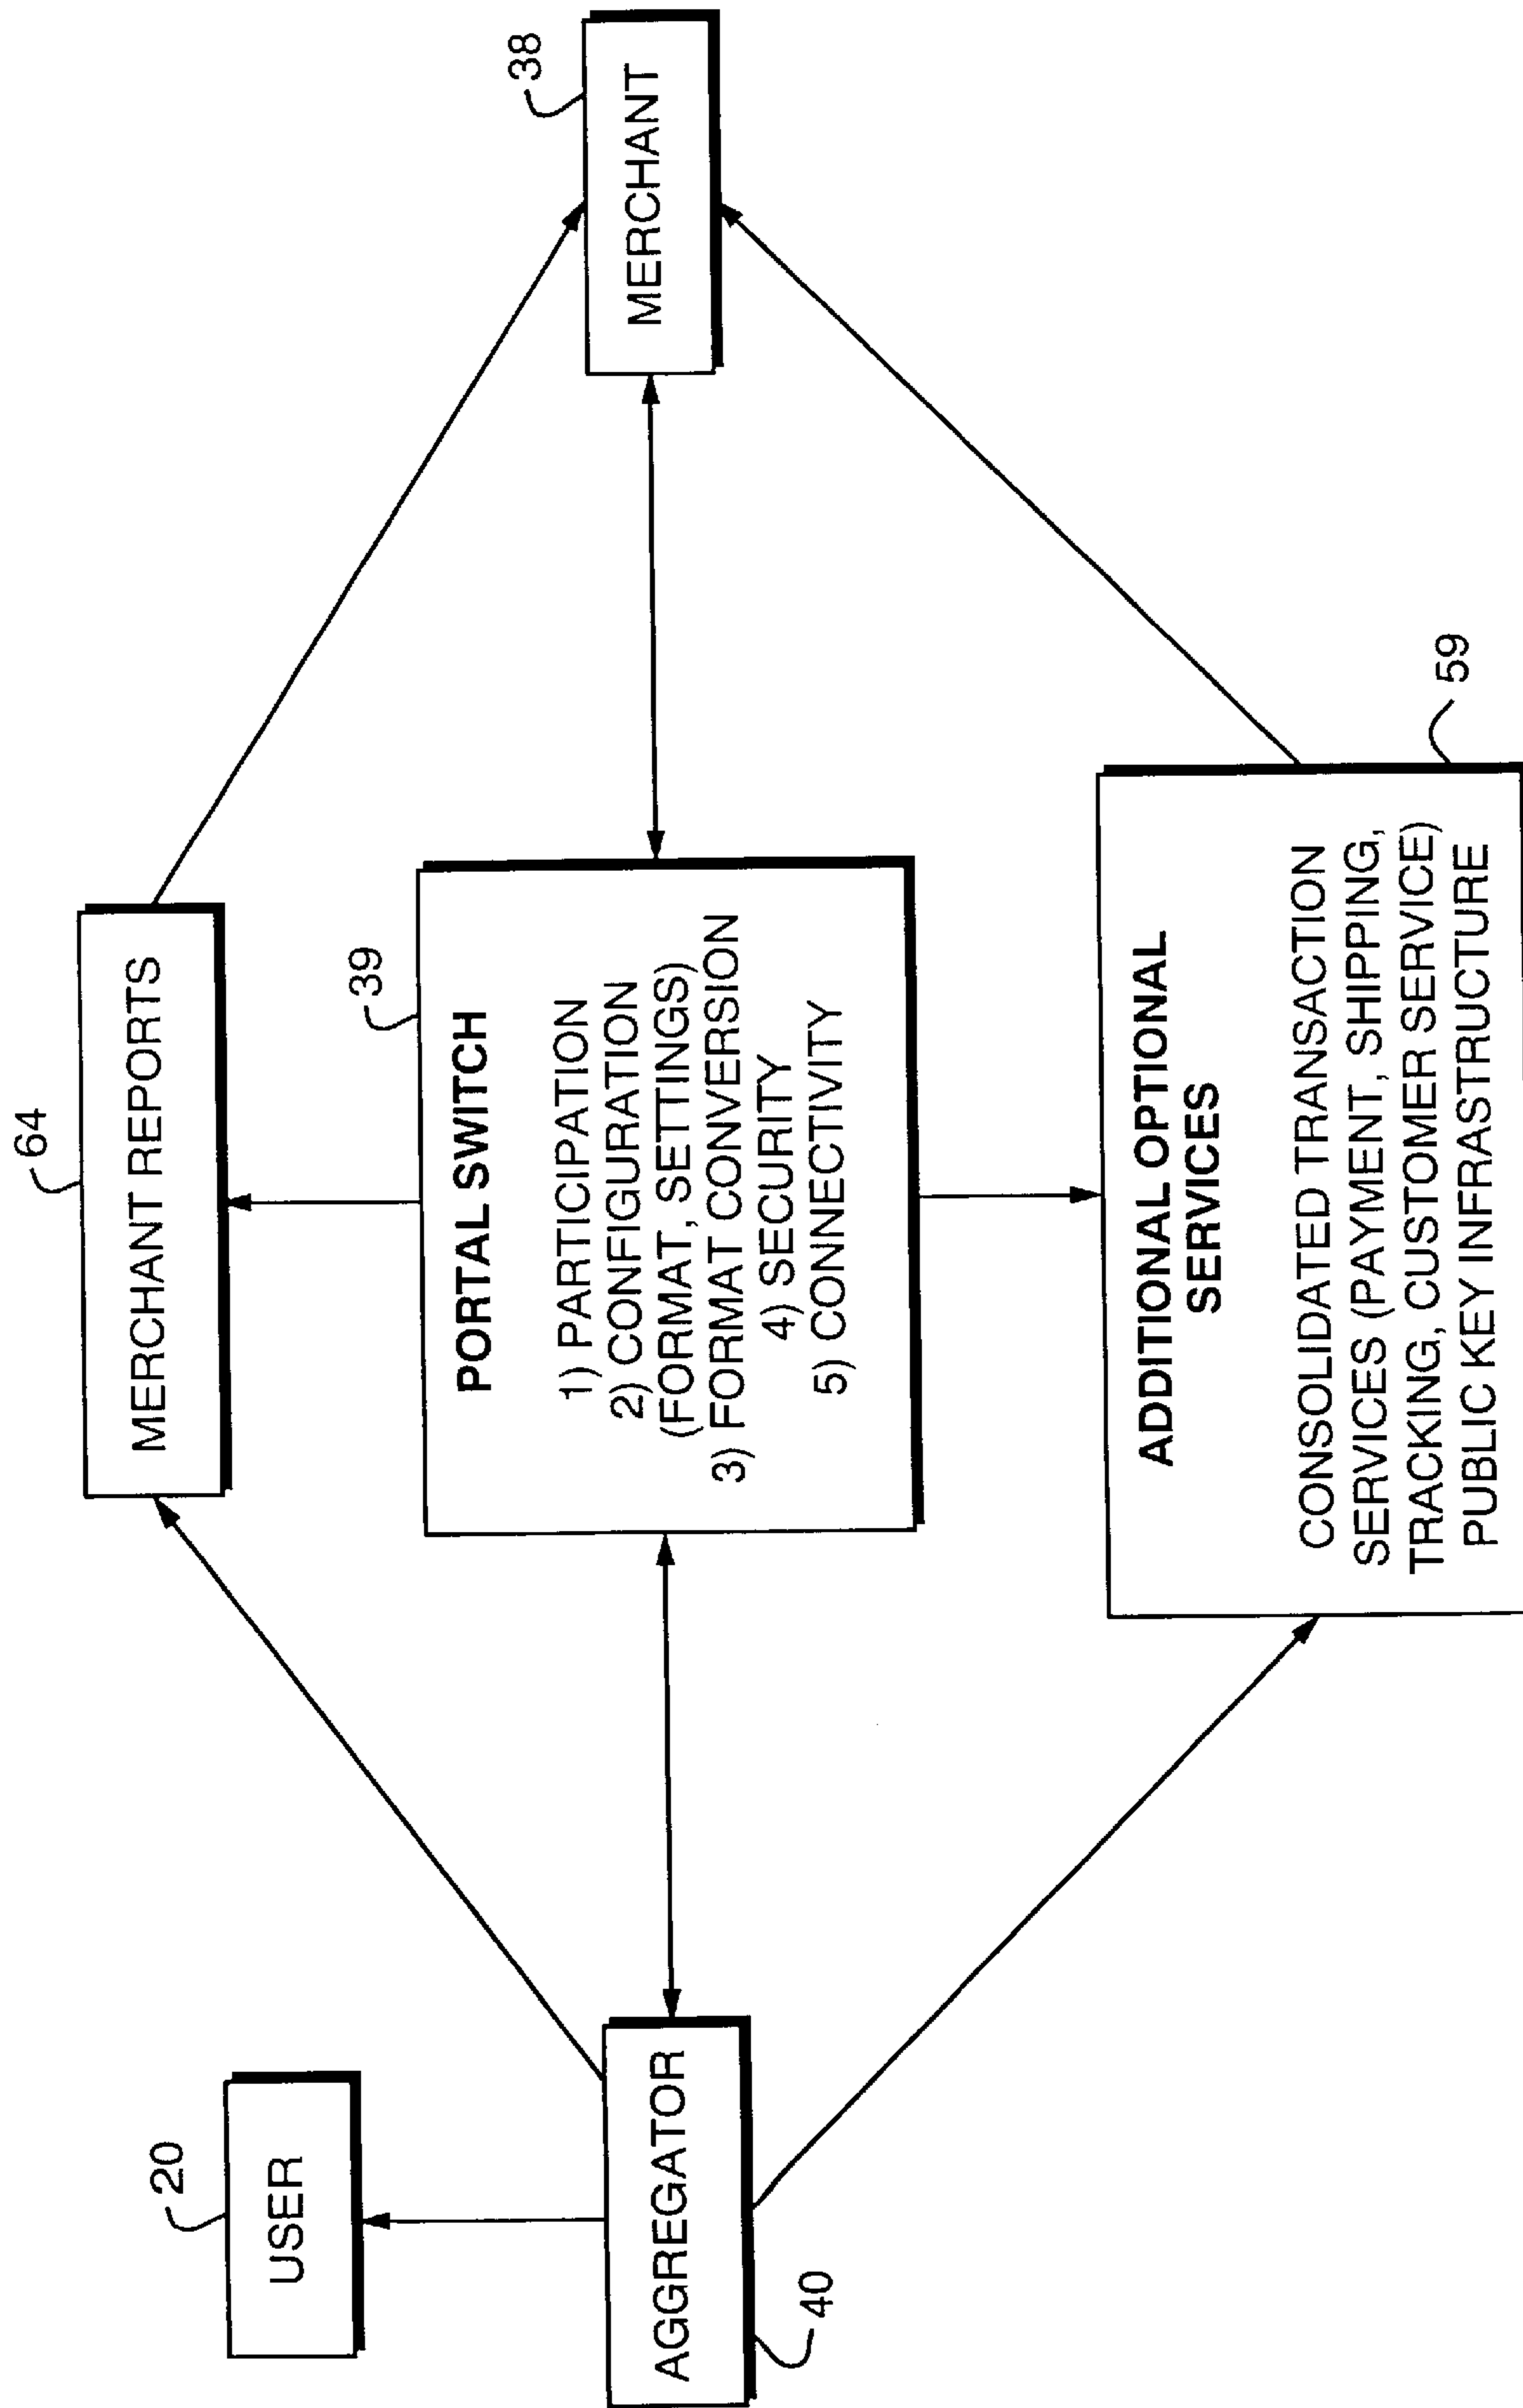 64
MERCHANT REPORTS
20
USER
39
PORTAL SWITCH
1) PARTICIPATION
2) CONFIGURATION
(FORMAT, SETTINGS)
3) FORMAT CONVERSION
4) SECURITY
5) CONNECTIVITY
38
MERCHANT
AGGREGATOR
40
ADDITIONAL OPTIONAL
SERVICES
CONSOLIDATED TRANSACTION
SERVICES (PAYMENT, SHIPPING,
TRACKING, CUSTOMER SERVICE)
PUBLIC KEY INFRASTRUCTURE
59